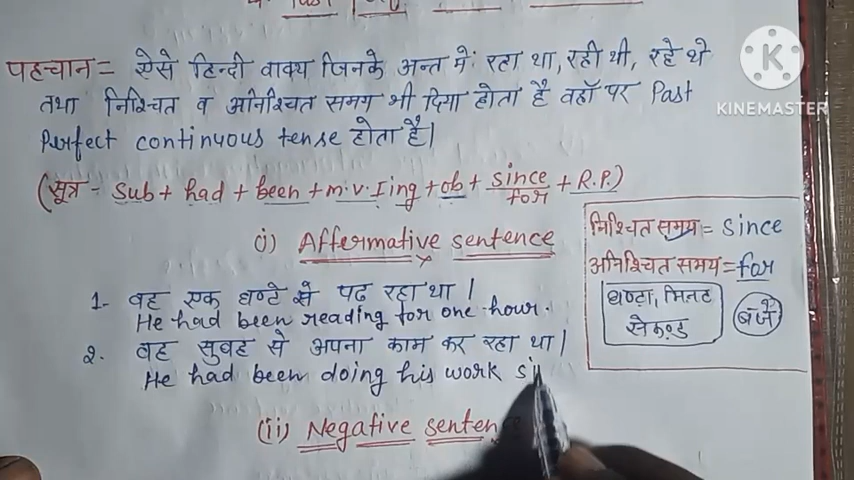 पहचान = ऐसे हिन्दी वाक्य जिनके अन्त में रहा था, रही थी, रहे थे
तथा निश्चित व अनिश्चित समय भी दिया होता है वहाँ पर Past
Perfect continuous tense होता है।
(सूत्र - Sub + had + been + m.v. I ing + ob + since/for + R.P.)
(i) Affermative sentence
1- वह एक घण्टे से पढ रहा था।
He had been reading for one hour.
2- वह सुवह से अपना काम कर रहा था।
He had been doing his work si
(ii) Negative senten
निश्चित समय = since
अनिश्चित समय = for
घण्टा, मिनट
सेकण्ड
बजे
KINEMASTER